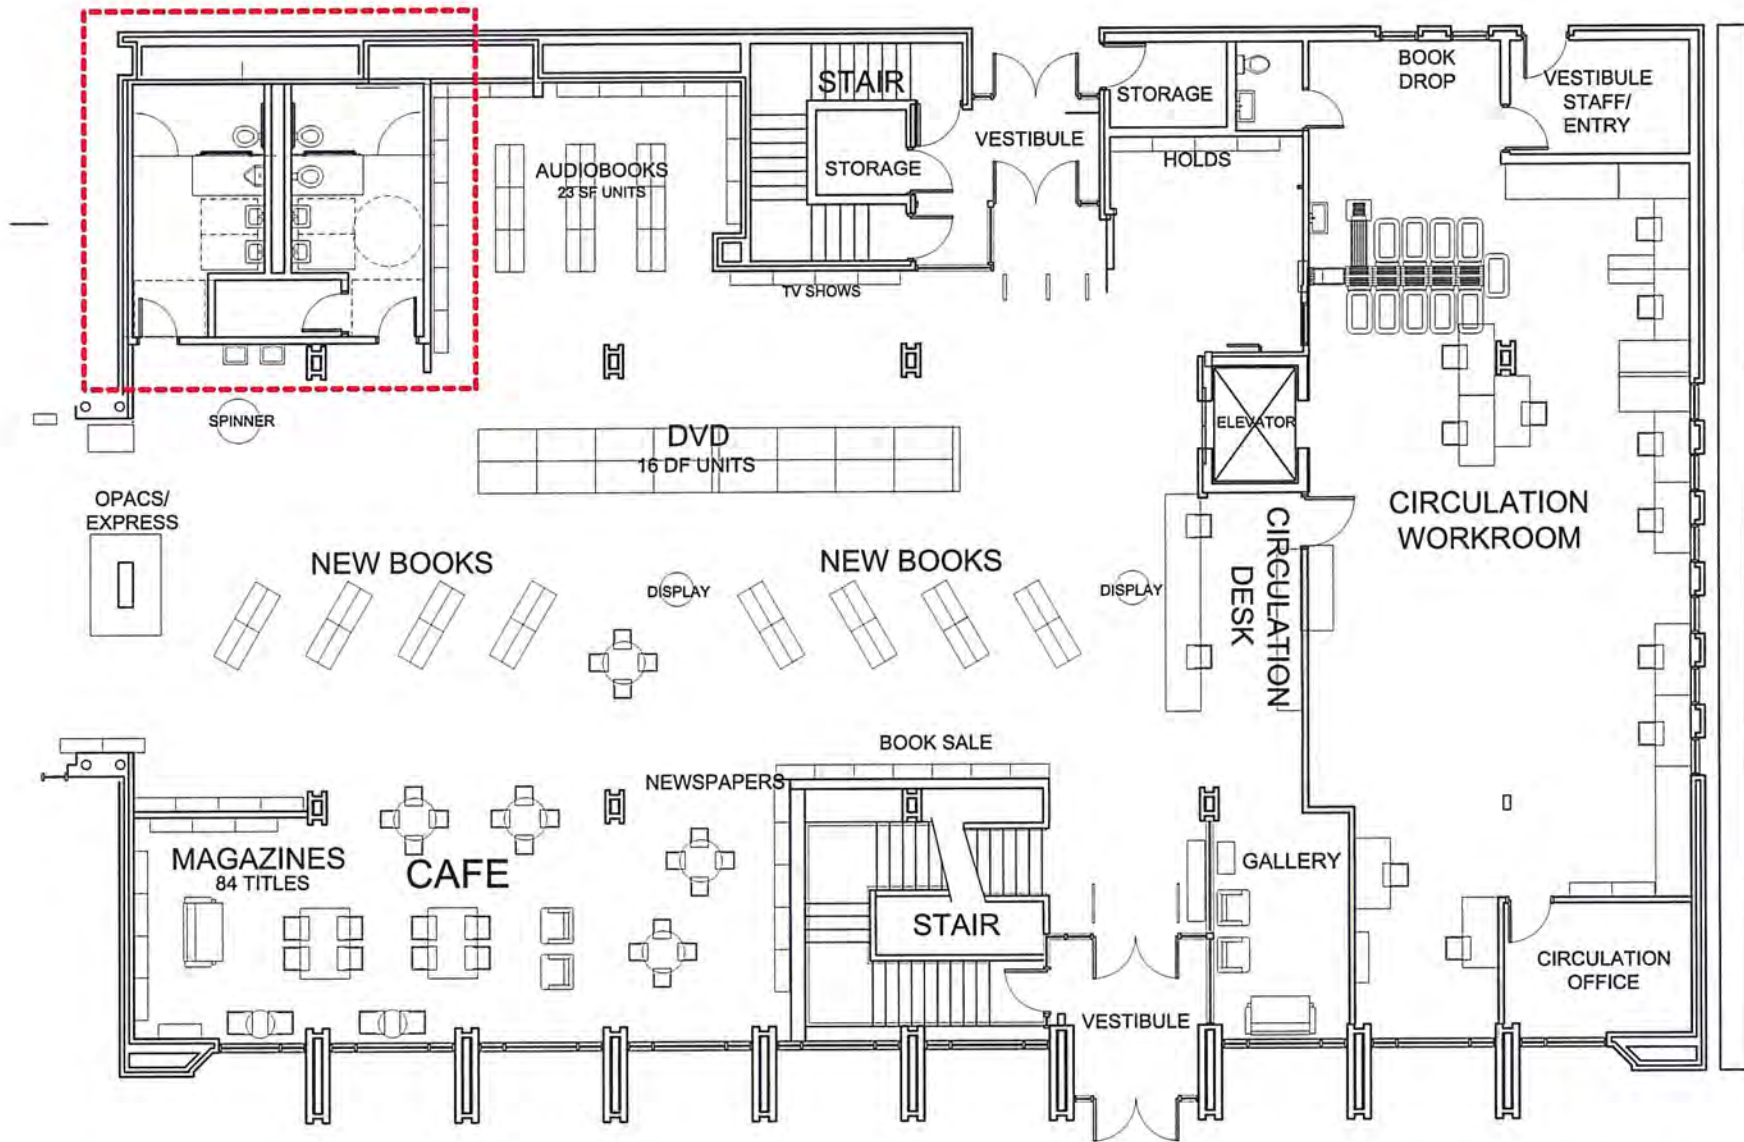 STAIR
STORAGE
VESTIBULE
STORAGE
HOLDS
BOOK
DROP
VESTIBULE
STAFF/
ENTRY
AUDIOBOOKS
23 SF UNITS
TV SHOWS
SPINNER
DVD
16 DF UNITS
ELEVATOR
OPACS/
EXPRESS
NEW BOOKS
DISPLAY
NEW BOOKS
DISPLAY
CIRCULATION
DESK
CIRCULATION
WORKROOM
BOOK SALE
NEWSPAPERS
MAGAZINES
84 TITLES
CAFE
STAIR
GALLERY
VESTIBULE
CIRCULATION
OFFICE